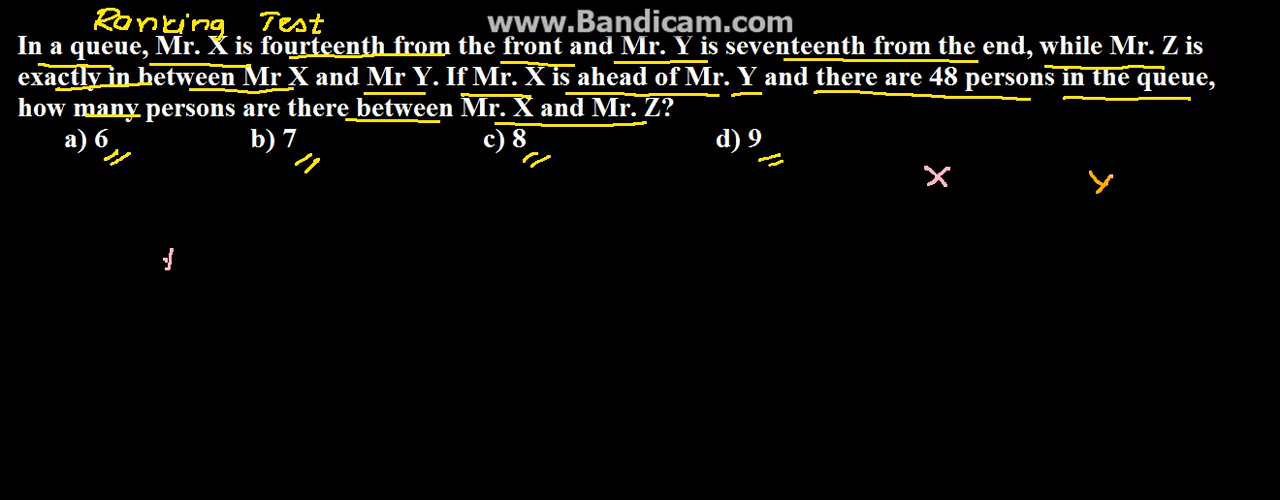 www.Bandicam.com
Ranking Test
In a queue, Mr. X is fourteenth from the front and Mr. Y is seventeenth from the end, while Mr. Z is
exactly in between Mr X and Mr Y. If Mr. X is ahead of Mr. Y and there are 48 persons in the queue,
how many persons are there between Mr. X and Mr. Z?
a) 6 b) 7 c) 8 d) 9
X Y